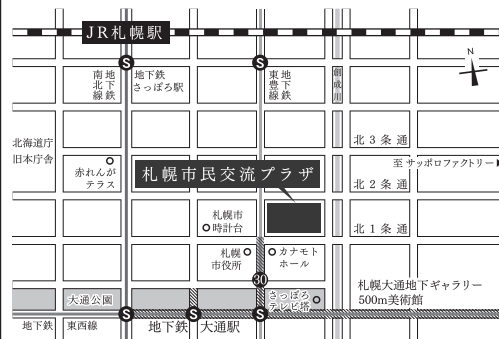 JR札幌駅
S
S
N
南北線
地下鉄
地下鉄
さっぽろ駅
東豊線
地下鉄
創成川
北海道庁
旧本庁舎
北3条通
至 サッポロファクトリー
赤れんが
テラス
札幌市民交流プラザ
北2条通
札幌市
時計台
北1条通
札幌
市役所
カナモト
ホール
30
札幌大通地下ギャラリー
500m美術館
大通公園
さっぽろ
テレビ塔
S
S
S
地下鉄 東西線
地下鉄 大通駅